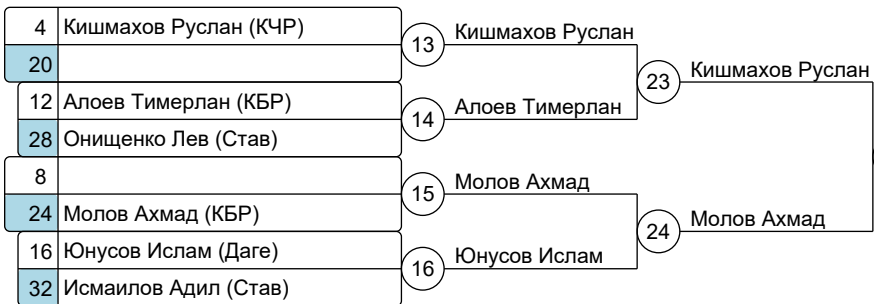 4 Кишмахов Руслан (КЧР)
13 Кишмахов Руслан
20
23 Кишмахов Руслан
12 Алоев Тимерлан (КБР)
14 Алоев Тимерлан
28 Онищенко Лев (Став)
8
15 Молов Ахмад
24 Молов Ахмад (КБР)
24 Молов Ахмад
16 Юнусов Ислам (Даге)
16 Юнусов Ислам
32 Исмаилов Адил (Став)